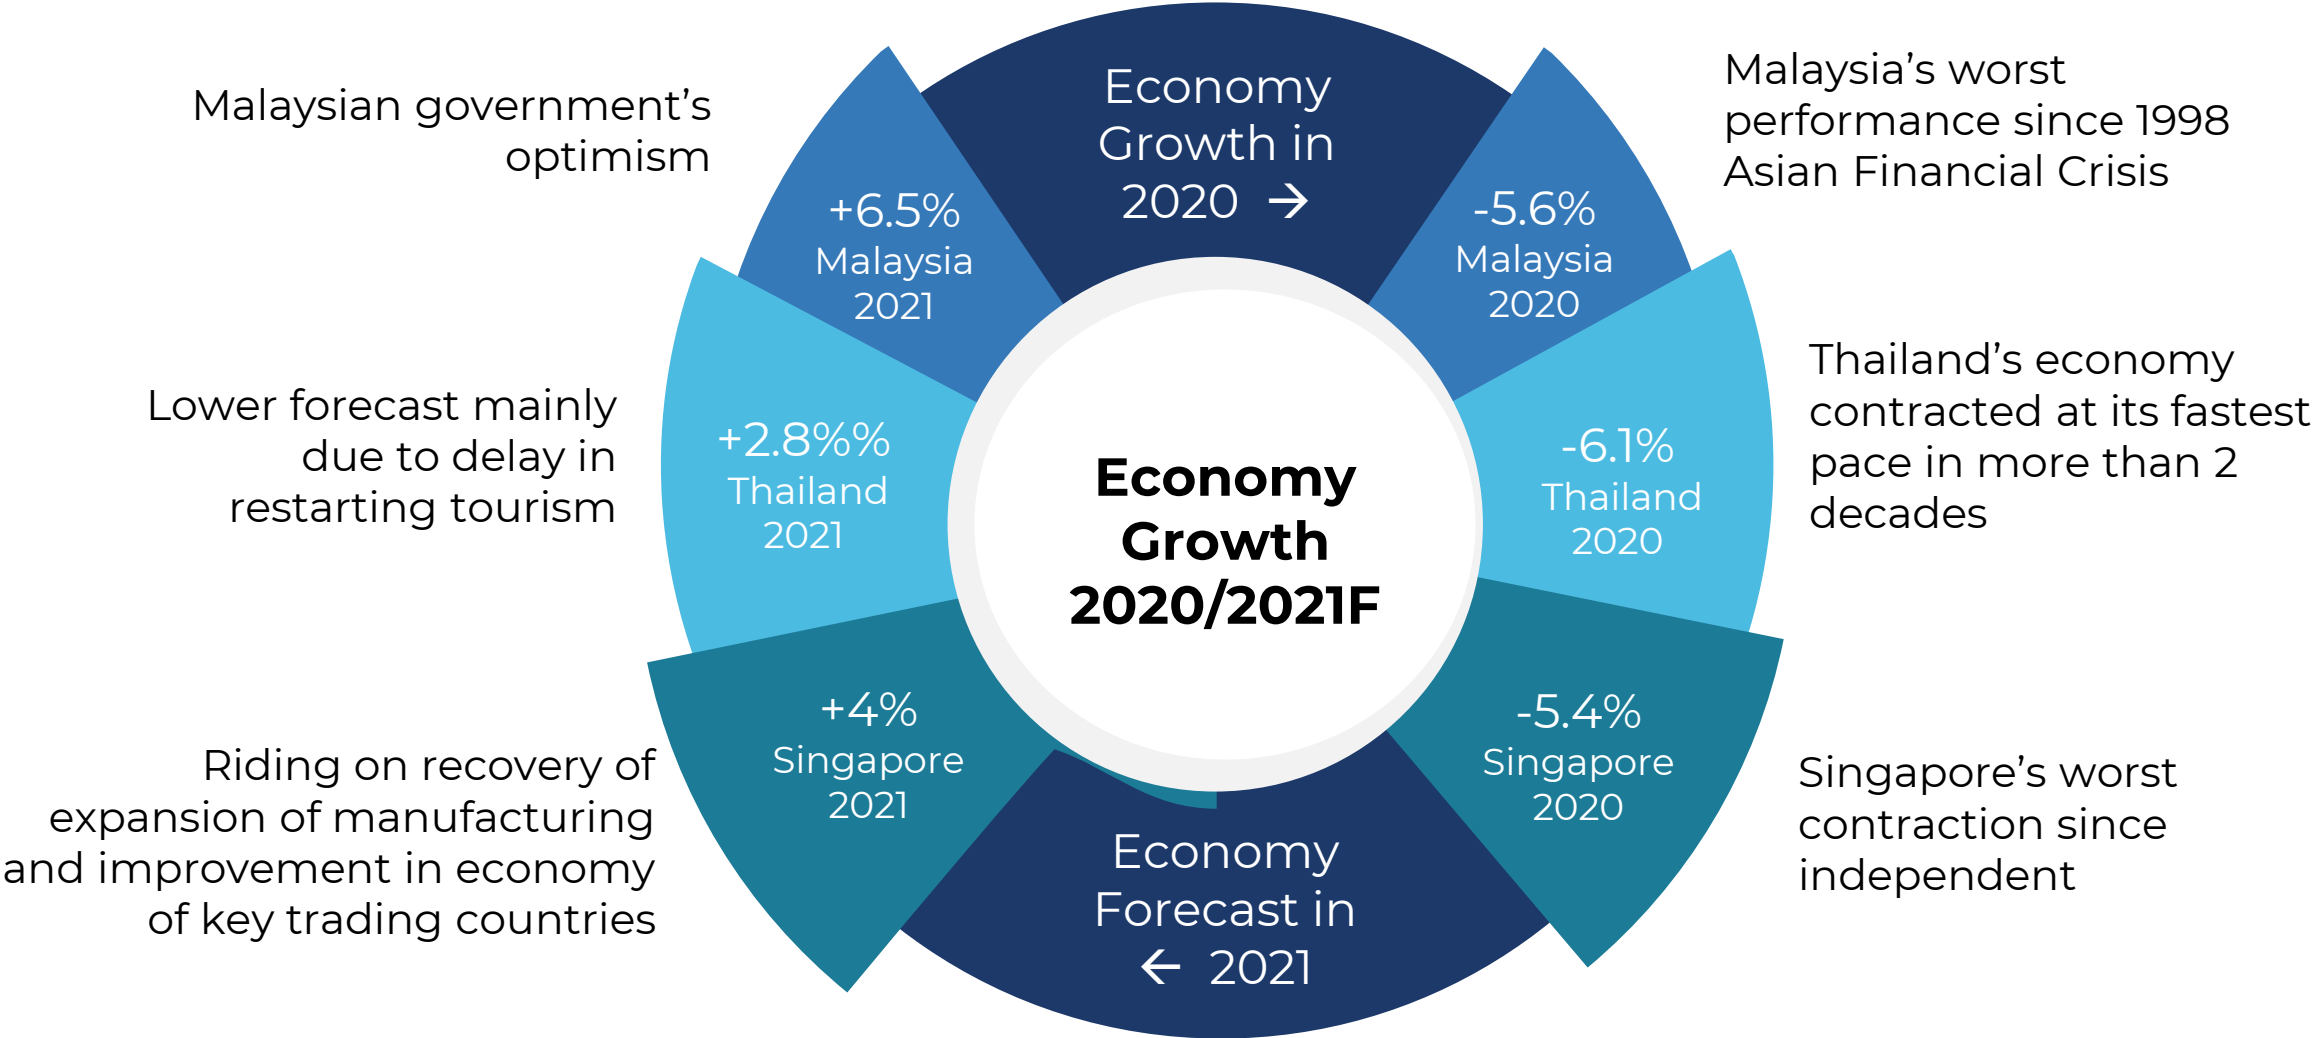 Economy
Growth in
2020 →
Malaysia’s worst
performance since 1998
Asian Financial Crisis
-5.6%
Malaysia
2020
Thailand’s economy
contracted at its fastest
pace in more than 2
decades
-6.1%
Thailand
2020
Singapore’s worst
contraction since
independent
-5.4%
Singapore
2020
Economy
Forecast in
← 2021
Riding on recovery of
expansion of manufacturing
and improvement in economy
of key trading countries
+4%
Singapore
2021
Lower forecast mainly
due to delay in
restarting tourism
+2.8%%
Thailand
2021
Malaysian government’s
optimism
+6.5%
Malaysia
2021
Economy
Growth
2020/2021F